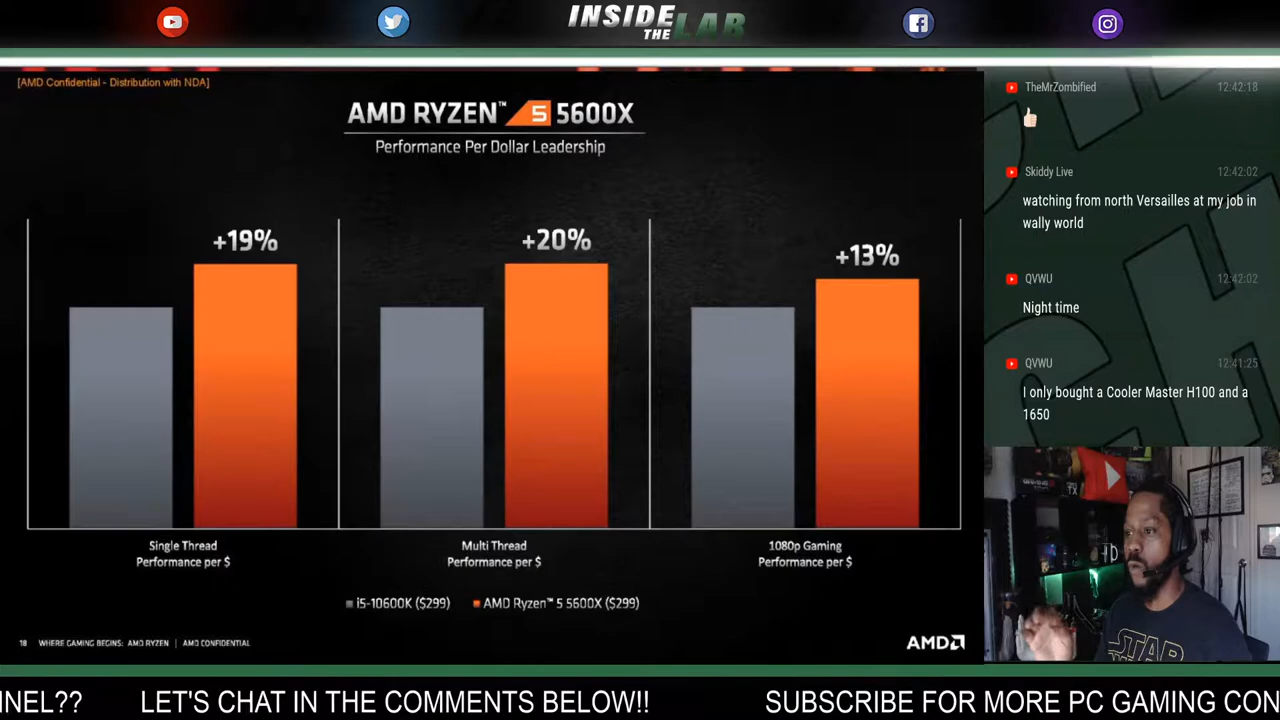 INSIDE
THE LAB
[AMD Confidential - Distribution with NDA]
AMD RYZEN™ 5 5600X
Performance Per Dollar Leadership
+19%
+20%
+13%
Single Thread
Performance per $
Multi Thread
Performance per $
1080p Gaming
Performance per $
i5-10600K ($299)
AMD Ryzen™ 5 5600X ($299)
18 WHERE GAMING BEGINS: AMD RYZEN | AMD CONFIDENTIAL
AMD
TheMrZombified 12:42:18
👍🏻
Skiddy Live 12:42:02
watching from north Versailles at my job in
wally world
QVWU 12:42:02
Night time
QVWU 12:41:25
I only bought a Cooler Master H100 and a
1650
STAR
NNEL?? LET'S CHAT IN THE COMMENTS BELOW!! SUBSCRIBE FOR MORE PC GAMING CON